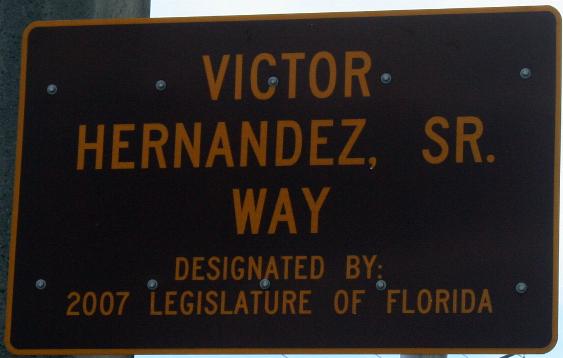 VICTOR
HERNANDEZ, SR.
WAY
DESIGNATED BY:
2007 LEGISLATURE OF FLORIDA